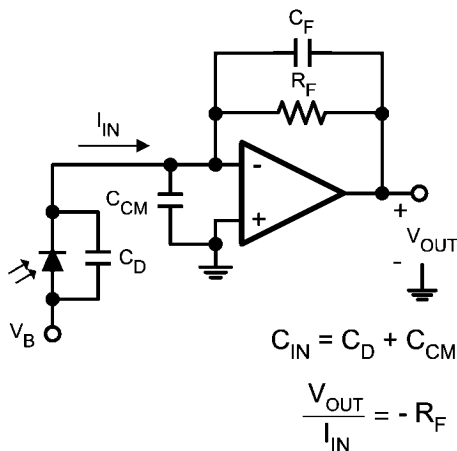 C_F
R_F
I_IN
-
C_CM
+
+
V_OUT
-
C_D
V_B
C_IN = C_D + C_CM
V_OUT
I_IN
= - R_F